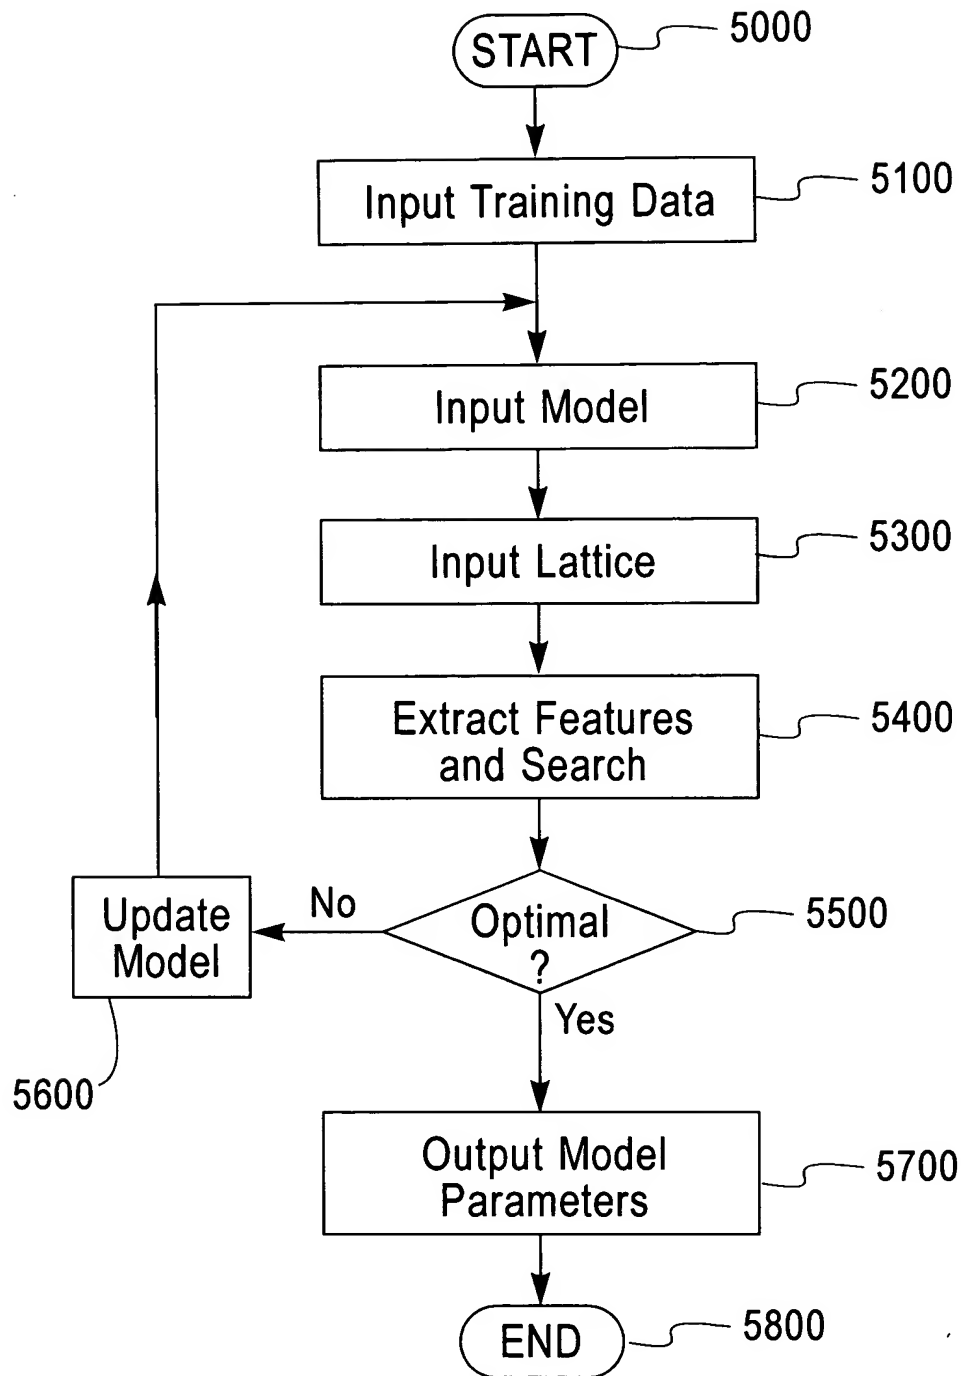 START
5000
Input Training Data
5100
Input Model
5200
Input Lattice
5300
Extract Features
and Search
5400
Optimal
?
5500
No
Update
Model
5600
Yes
Output Model
Parameters
5700
END
5800